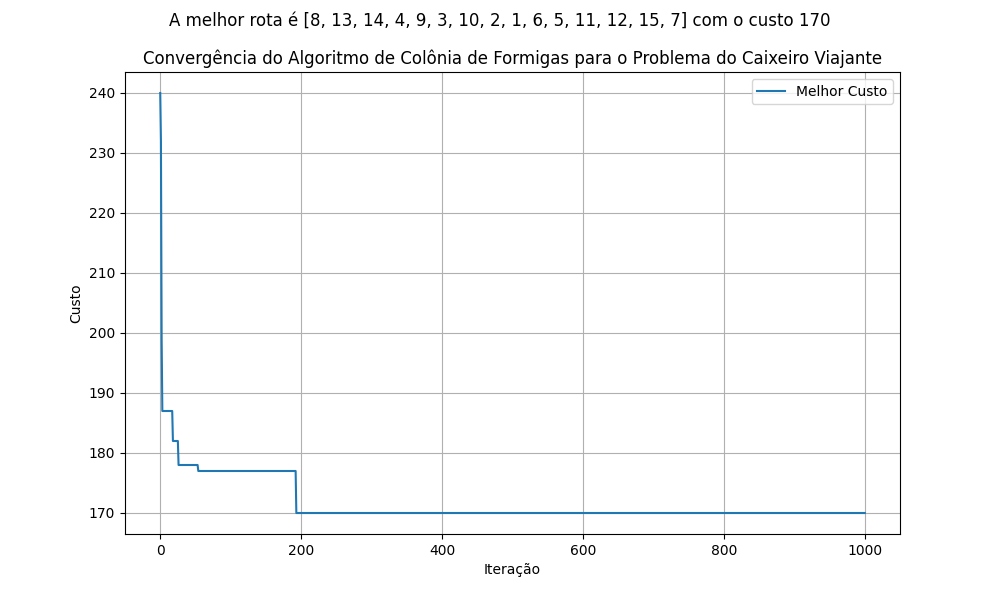 A melhor rota é [8, 13, 14, 4, 9, 3, 10, 2, 1, 6, 5, 11, 12, 15, 7] com o custo 170
Convergência do Algoritmo de Colônia de Formigas para o Problema do Caixeiro Viajante
Melhor Custo
240
230
220
210
200
190
180
170
Custo
0
200
400
600
800
1000
Iteração